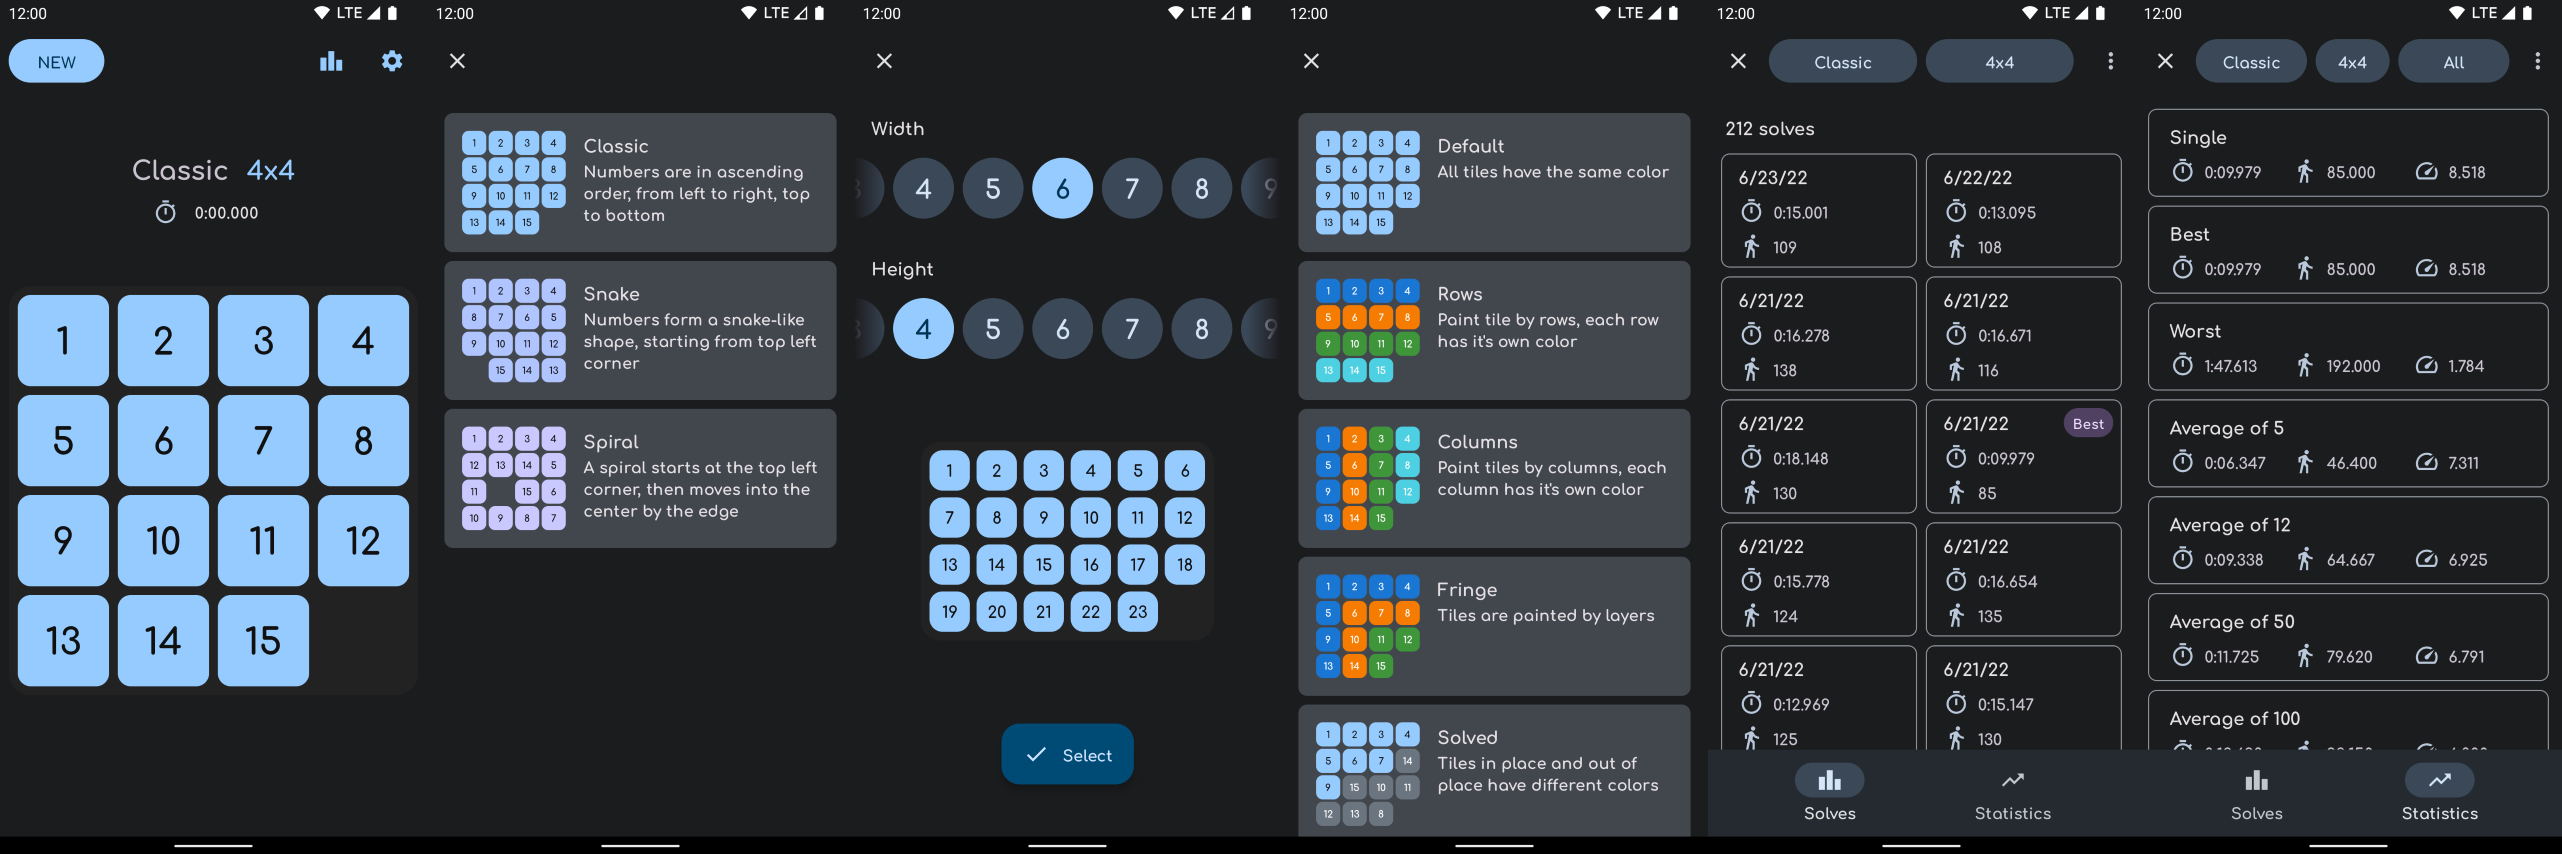 12:00
LTE
NEW
Classic 4x4
0:00.000
1 2 3 4
5 6 7 8
9 10 11 12
13 14 15
12:00
LTE
1 2 3 4
5 6 7 8
9 10 11 12
13 14 15
Classic
Numbers are in ascending
order, from left to right, top
to bottom
1 2 3 4
8 7 6 5
9 10 11 12
15 14 13
Snake
Numbers form a snake-like
shape, starting from top left
corner
1 2 3 4
12 13 14 5
11 15 6
10 9 8 7
Spiral
A spiral starts at the top left
corner, then moves into the
center by the edge
12:00
LTE
Width
3 4 5 6 7 8 9
Height
3 4 5 6 7 8 9
1 2 3 4 5 6
7 8 9 10 11 12
13 14 15 16 17 18
19 20 21 22 23
Select
12:00
LTE
1 2 3 4
5 6 7 8
9 10 11 12
13 14 15
Default
All tiles have the same color
1 2 3 4
5 6 7 8
9 10 11 12
13 14 15
Rows
Paint tile by rows, each row
has it's own color
1 2 3 4
5 6 7 8
9 10 11 12
13 14 15
Columns
Paint tiles by columns, each
column has it's own color
1 2 3 4
5 6 7 8
9 10 11 12
13 14 15
Fringe
Tiles are painted by layers
1 2 3 4
5 6 7 14
9 15 10 11
12 13 8
Solved
Tiles in place and out of
place have different colors
12:00
LTE
Classic 4x4
212 solves
6/23/22
0:15.001
109
6/22/22
0:13.095
108
6/21/22
0:16.278
138
6/21/22
0:16.671
116
6/21/22
0:18.148
130
6/21/22 Best
0:09.979
85
6/21/22
0:15.778
124
6/21/22
0:16.654
135
6/21/22
0:12.969
125
6/21/22
0:15.147
130
Solves Statistics
12:00
LTE
Classic 4x4 All
Single
0:09.979 85.000 8.518
Best
0:09.979 85.000 8.518
Worst
1:47.613 192.000 1.784
Average of 5
0:06.347 46.400 7.311
Average of 12
0:09.338 64.667 6.925
Average of 50
0:11.725 79.620 6.791
Average of 100
Solves Statistics